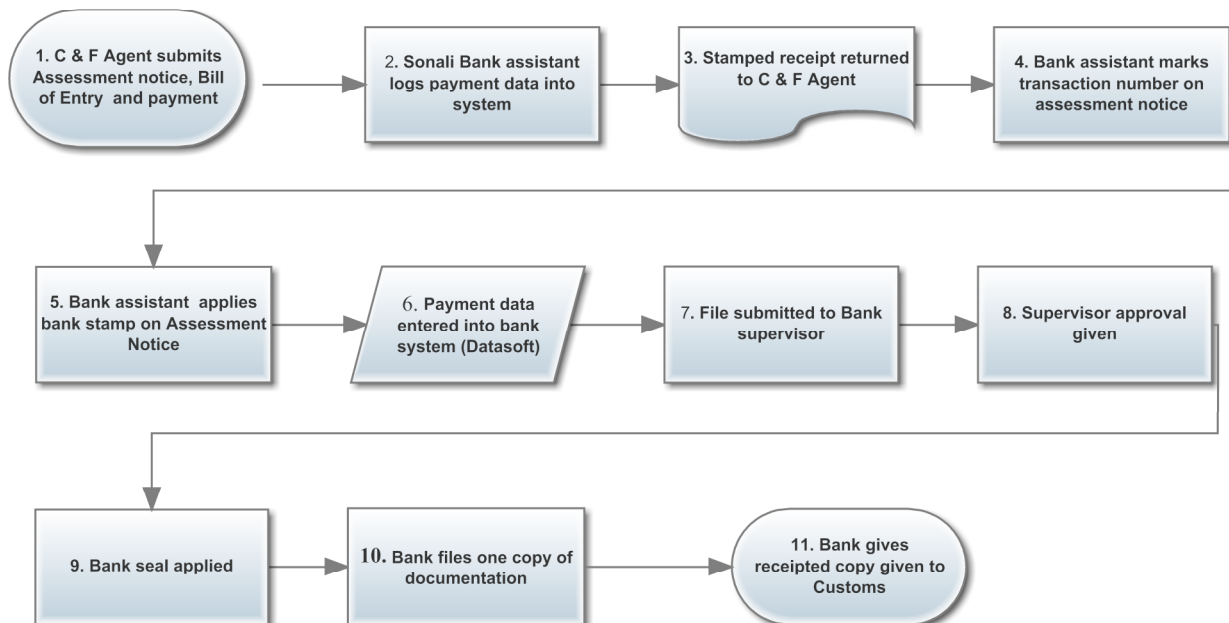 1. C & F Agent submits
Assessment notice, Bill
of Entry and payment
2. Sonali Bank assistant
logs payment data into
system
3. Stamped receipt returned
to C & F Agent
4. Bank assistant marks
transaction number on
assessment notice
5. Bank assistant applies
bank stamp on Assessment
Notice
6. Payment data
entered into bank
system (Datasoft)
7. File submitted to Bank
supervisor
8. Supervisor approval
given
9. Bank seal applied
10. Bank files one copy of
documentation
11. Bank gives
receipted copy given to
Customs